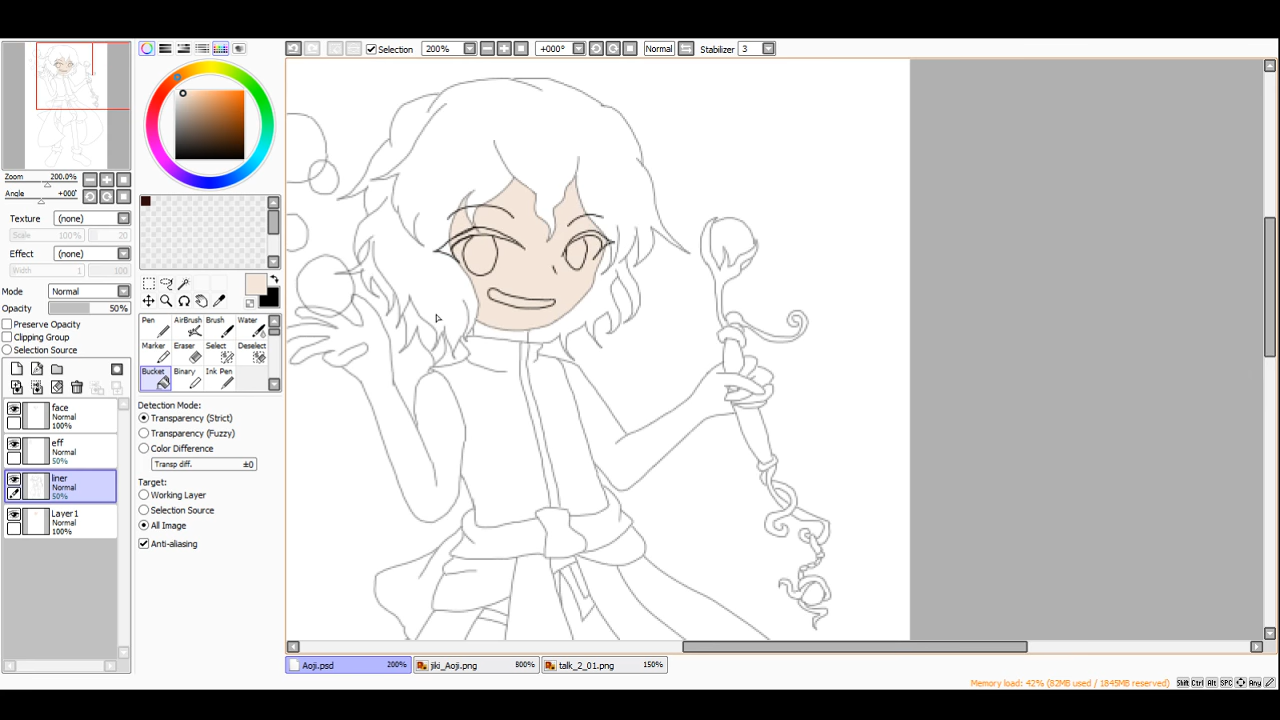 Selection
200%
+000°
Normal
Stabilizer
3
Zoom
200.0%
Angle
+000°
Texture
(none)
Scale
100%
20
Effect
(none)
Width
1
100
Mode
Normal
Opacity
50%
Preserve Opacity
Clipping Group
Selection Source
face
Normal
100%
eff
Normal
50%
liner
Normal
50%
Layer1
Normal
100%
Pen
AirBrush
Brush
Water
Marker
Eraser
Select
Deselect
Bucket
Binary
Ink Pen
Detection Mode:
Transparency (Strict)
Transparency (Fuzzy)
Color Difference
Transp diff.
±0
Target:
Working Layer
Selection Source
All Image
Anti-aliasing
Aoji.psd
200%
jiki_Aoji.png
800%
talk_2_01.png
150%
Memory load: 42% (82MB used / 1845MB reserved)
Shift Ctrl Alt SPC Any